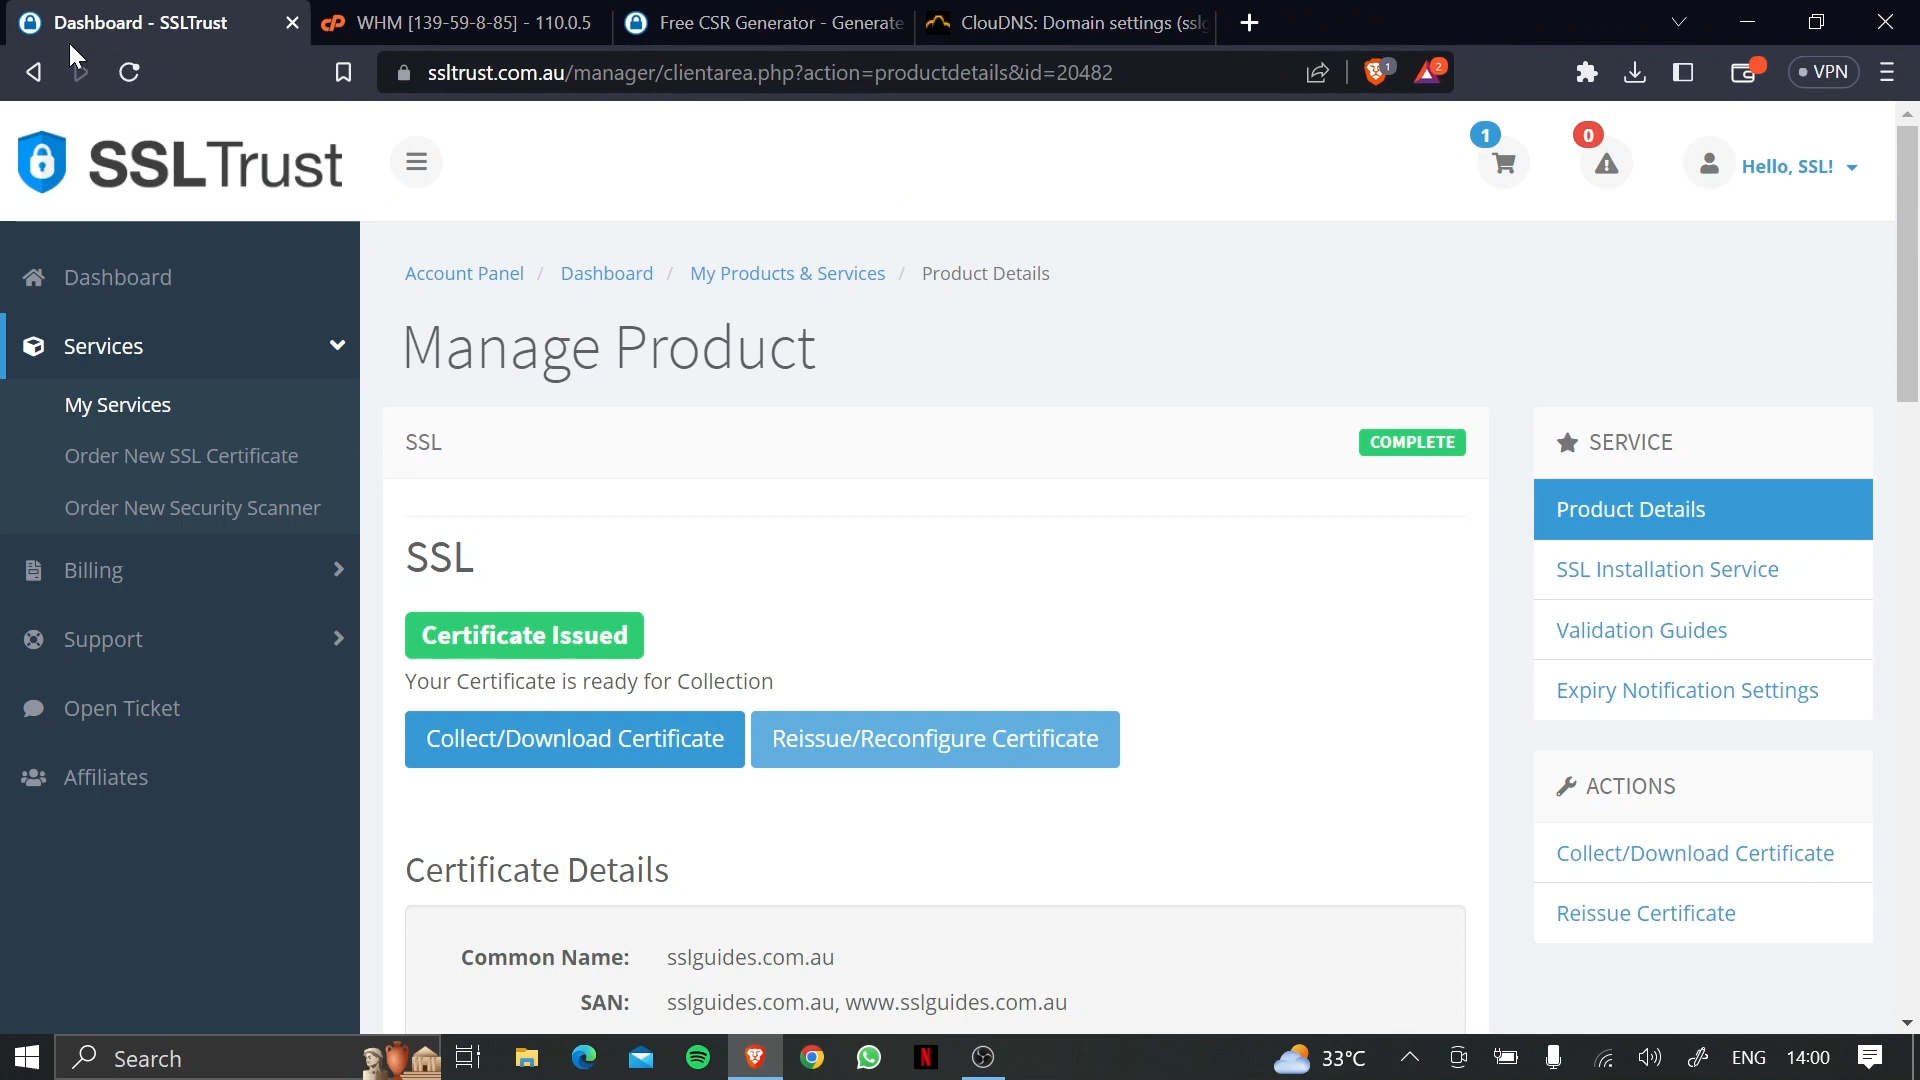 Dashboard - SSLTrust
WHM [139-59-8-85] - 110.0.5
Free CSR Generator - Generate
ClouDNS: Domain settings (sslg
ssltrust.com.au/manager/clientarea.php?action=productdetails&id=20482
1
2
VPN
SSLTrust
1
0
Hello, SSL!
Dashboard
Services
My Services
Order New SSL Certificate
Order New Security Scanner
Billing
Support
Open Ticket
Affiliates
Account Panel / Dashboard / My Products & Services / Product Details
Manage Product
SSL
COMPLETE
SSL
Certificate Issued
Your Certificate is ready for Collection
Collect/Download Certificate
Reissue/Reconfigure Certificate
Certificate Details
Common Name: sslguides.com.au
SAN: sslguides.com.au, www.sslguides.com.au
SERVICE
Product Details
SSL Installation Service
Validation Guides
Expiry Notification Settings
ACTIONS
Collect/Download Certificate
Reissue Certificate
Search
33°C
ENG
14:00